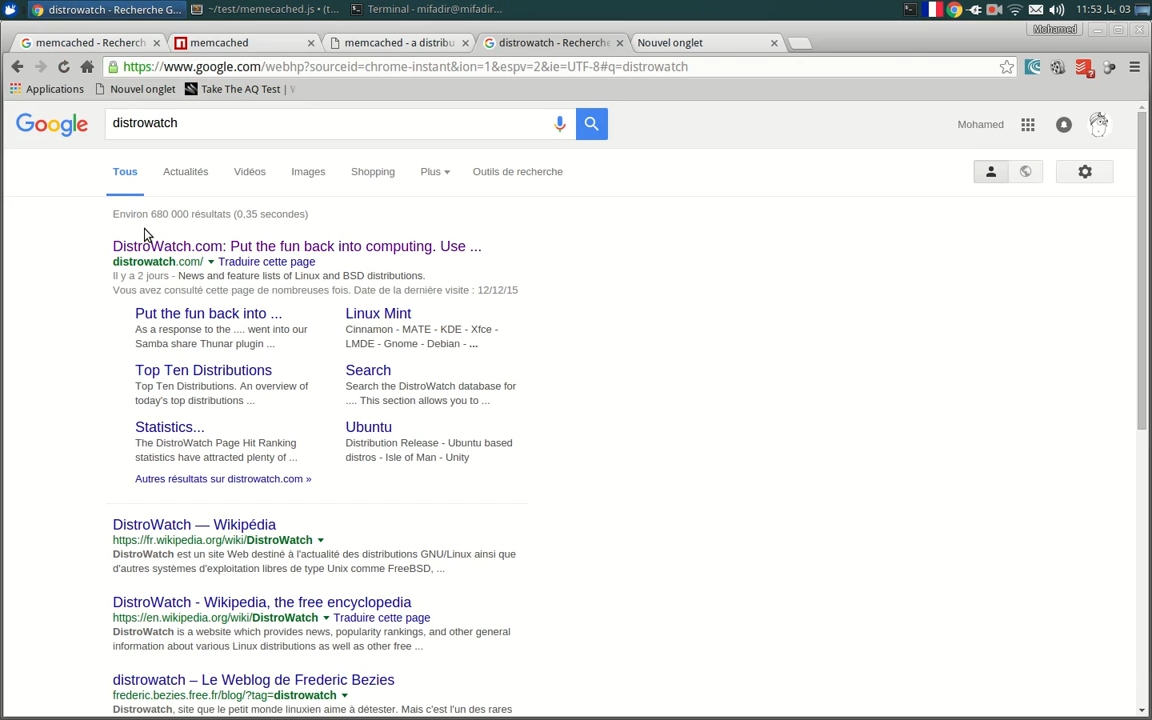 distrowatch - Recherche G... ~/test/memecached.js • (t... Terminal - mifadir@mifadir... 11:53 ,يناير 03
memcached - Recherch memcached memcached - a distribu distrowatch - Recherche Nouvel onglet Mohamed
https://www.google.com/webhp?sourceid=chrome-instant&ion=1&espv=2&ie=UTF-8#q=distrowatch
Applications Nouvel onglet Take The AQ Test |
Google distrowatch Mohamed
Tous Actualités Vidéos Images Shopping Plus Outils de recherche
Environ 680 000 résultats (0,35 secondes)
DistroWatch.com: Put the fun back into computing. Use ...
distrowatch.com/ Traduire cette page
Il y a 2 jours - News and feature lists of Linux and BSD distributions.
Vous avez consulté cette page de nombreuses fois. Date de la dernière visite : 12/12/15
Put the fun back into ...
As a response to the .... went into our
Samba share Thunar plugin ...
Linux Mint
Cinnamon - MATE - KDE - Xfce -
LMDE - Gnome - Debian - ...
Top Ten Distributions
Top Ten Distributions. An overview of
today's top distributions ...
Search
Search the DistroWatch database for
.... This section allows you to ...
Statistics...
The DistroWatch Page Hit Ranking
statistics have attracted plenty of ...
Ubuntu
Distribution Release - Ubuntu based
distros - Isle of Man - Unity
Autres résultats sur distrowatch.com »
DistroWatch — Wikipédia
https://fr.wikipedia.org/wiki/DistroWatch
DistroWatch est un site Web destiné à l'actualité des distributions GNU/Linux ainsi que
d'autres systèmes d'exploitation libres de type Unix comme FreeBSD, ...
DistroWatch - Wikipedia, the free encyclopedia
https://en.wikipedia.org/wiki/DistroWatch Traduire cette page
DistroWatch is a website which provides news, popularity rankings, and other general
information about various Linux distributions as well as other free ...
distrowatch – Le Weblog de Frederic Bezies
frederic.bezies.free.fr/blog/?tag=distrowatch
Distrowatch, site que le petit monde linuxien aime à détester. Mais c'est l'un des rares